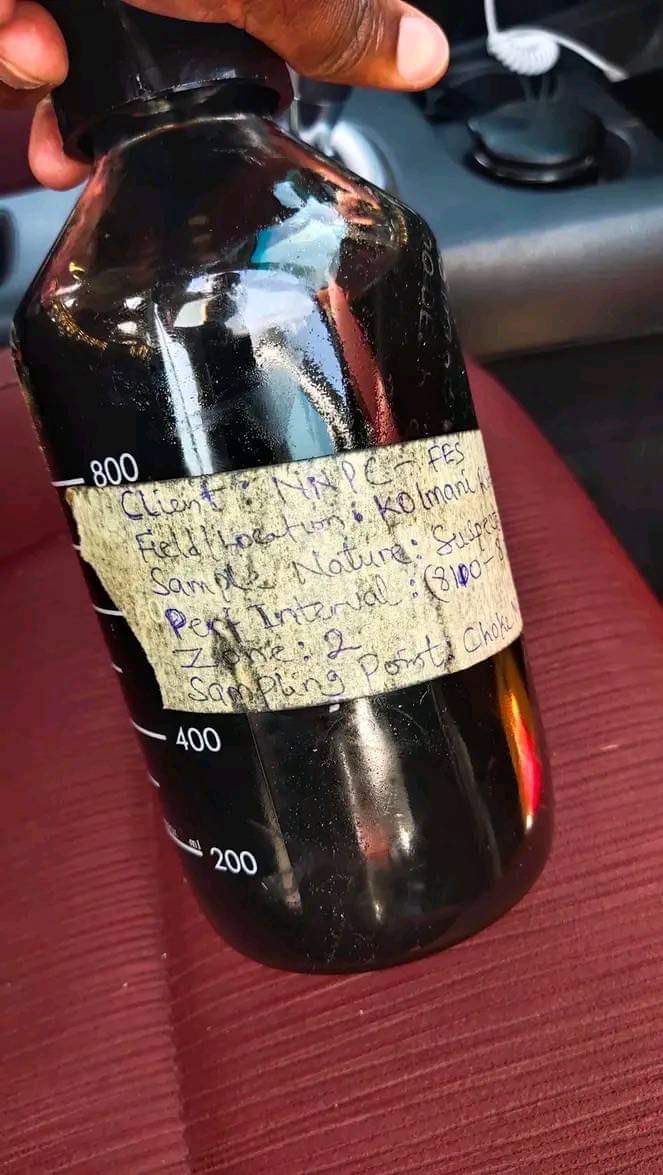 800
Client : NNPC - FES
Field/Location : Kolmani
Sample Nature :
Perf Interval : (8100-
Zone : 2
Sampling Point : Choke
400
ml
200